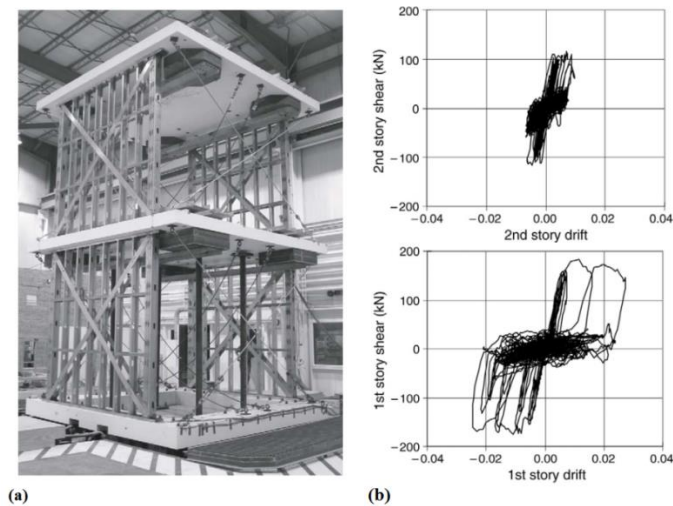 200
100
0
−100
−200
2nd story shear (kN)
−0.04 −0.02 0.00 0.02 0.04
2nd story drift
200
100
0
−100
−200
1st story shear (kN)
−0.04 −0.02 0.00 0.02 0.04
1st story drift
(a) (b)